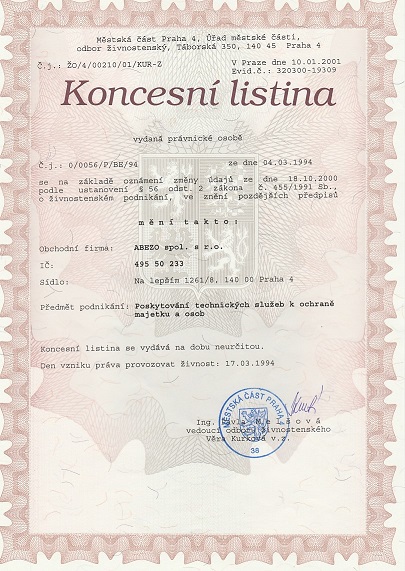 Městská část Praha 4, Úřad městské části,
odbor živnostenský, Táborská 350, 140 45 Praha 4
Č.j.: ŽO/4/00210/01/KUR-Z V Praze dne 10.01.2001
Evid.č.: 320300-19309
Koncesní listina
vydaná právnické osobě
Č.j.: 0/0056/P/BE/94 ze dne 04.03.1994
se na základě oznámení změny údajů ze dne 18.10.2000
podle ustanovení § 56 odst. 2 zákona č. 455/1991 Sb.,
o živnostenském podnikání, ve znění pozdějších předpisů
mění takto:
Obchodní firma: ABEZO spol. s r.o.
IČ: 495 50 233
Sídlo: Na lepším 1261/8, 140 00 Praha 4
Předmět podnikání: Poskytování technických služeb k ochraně
majetku a osob
Koncesní listina se vydává na dobu neurčitou.
Den vzniku práva provozovat živnost: 17.03.1994
MĚSTSKÁ ČÁST PRAHA 4
38
Ing. Pavla
vedoucí odboru živnostenského
Věra Kurková v.z.